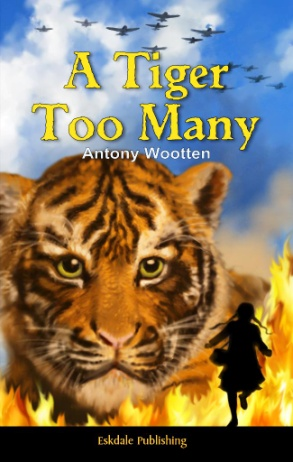 A Tiger
Too Many
Antony Wootten
Eskdale Publishing